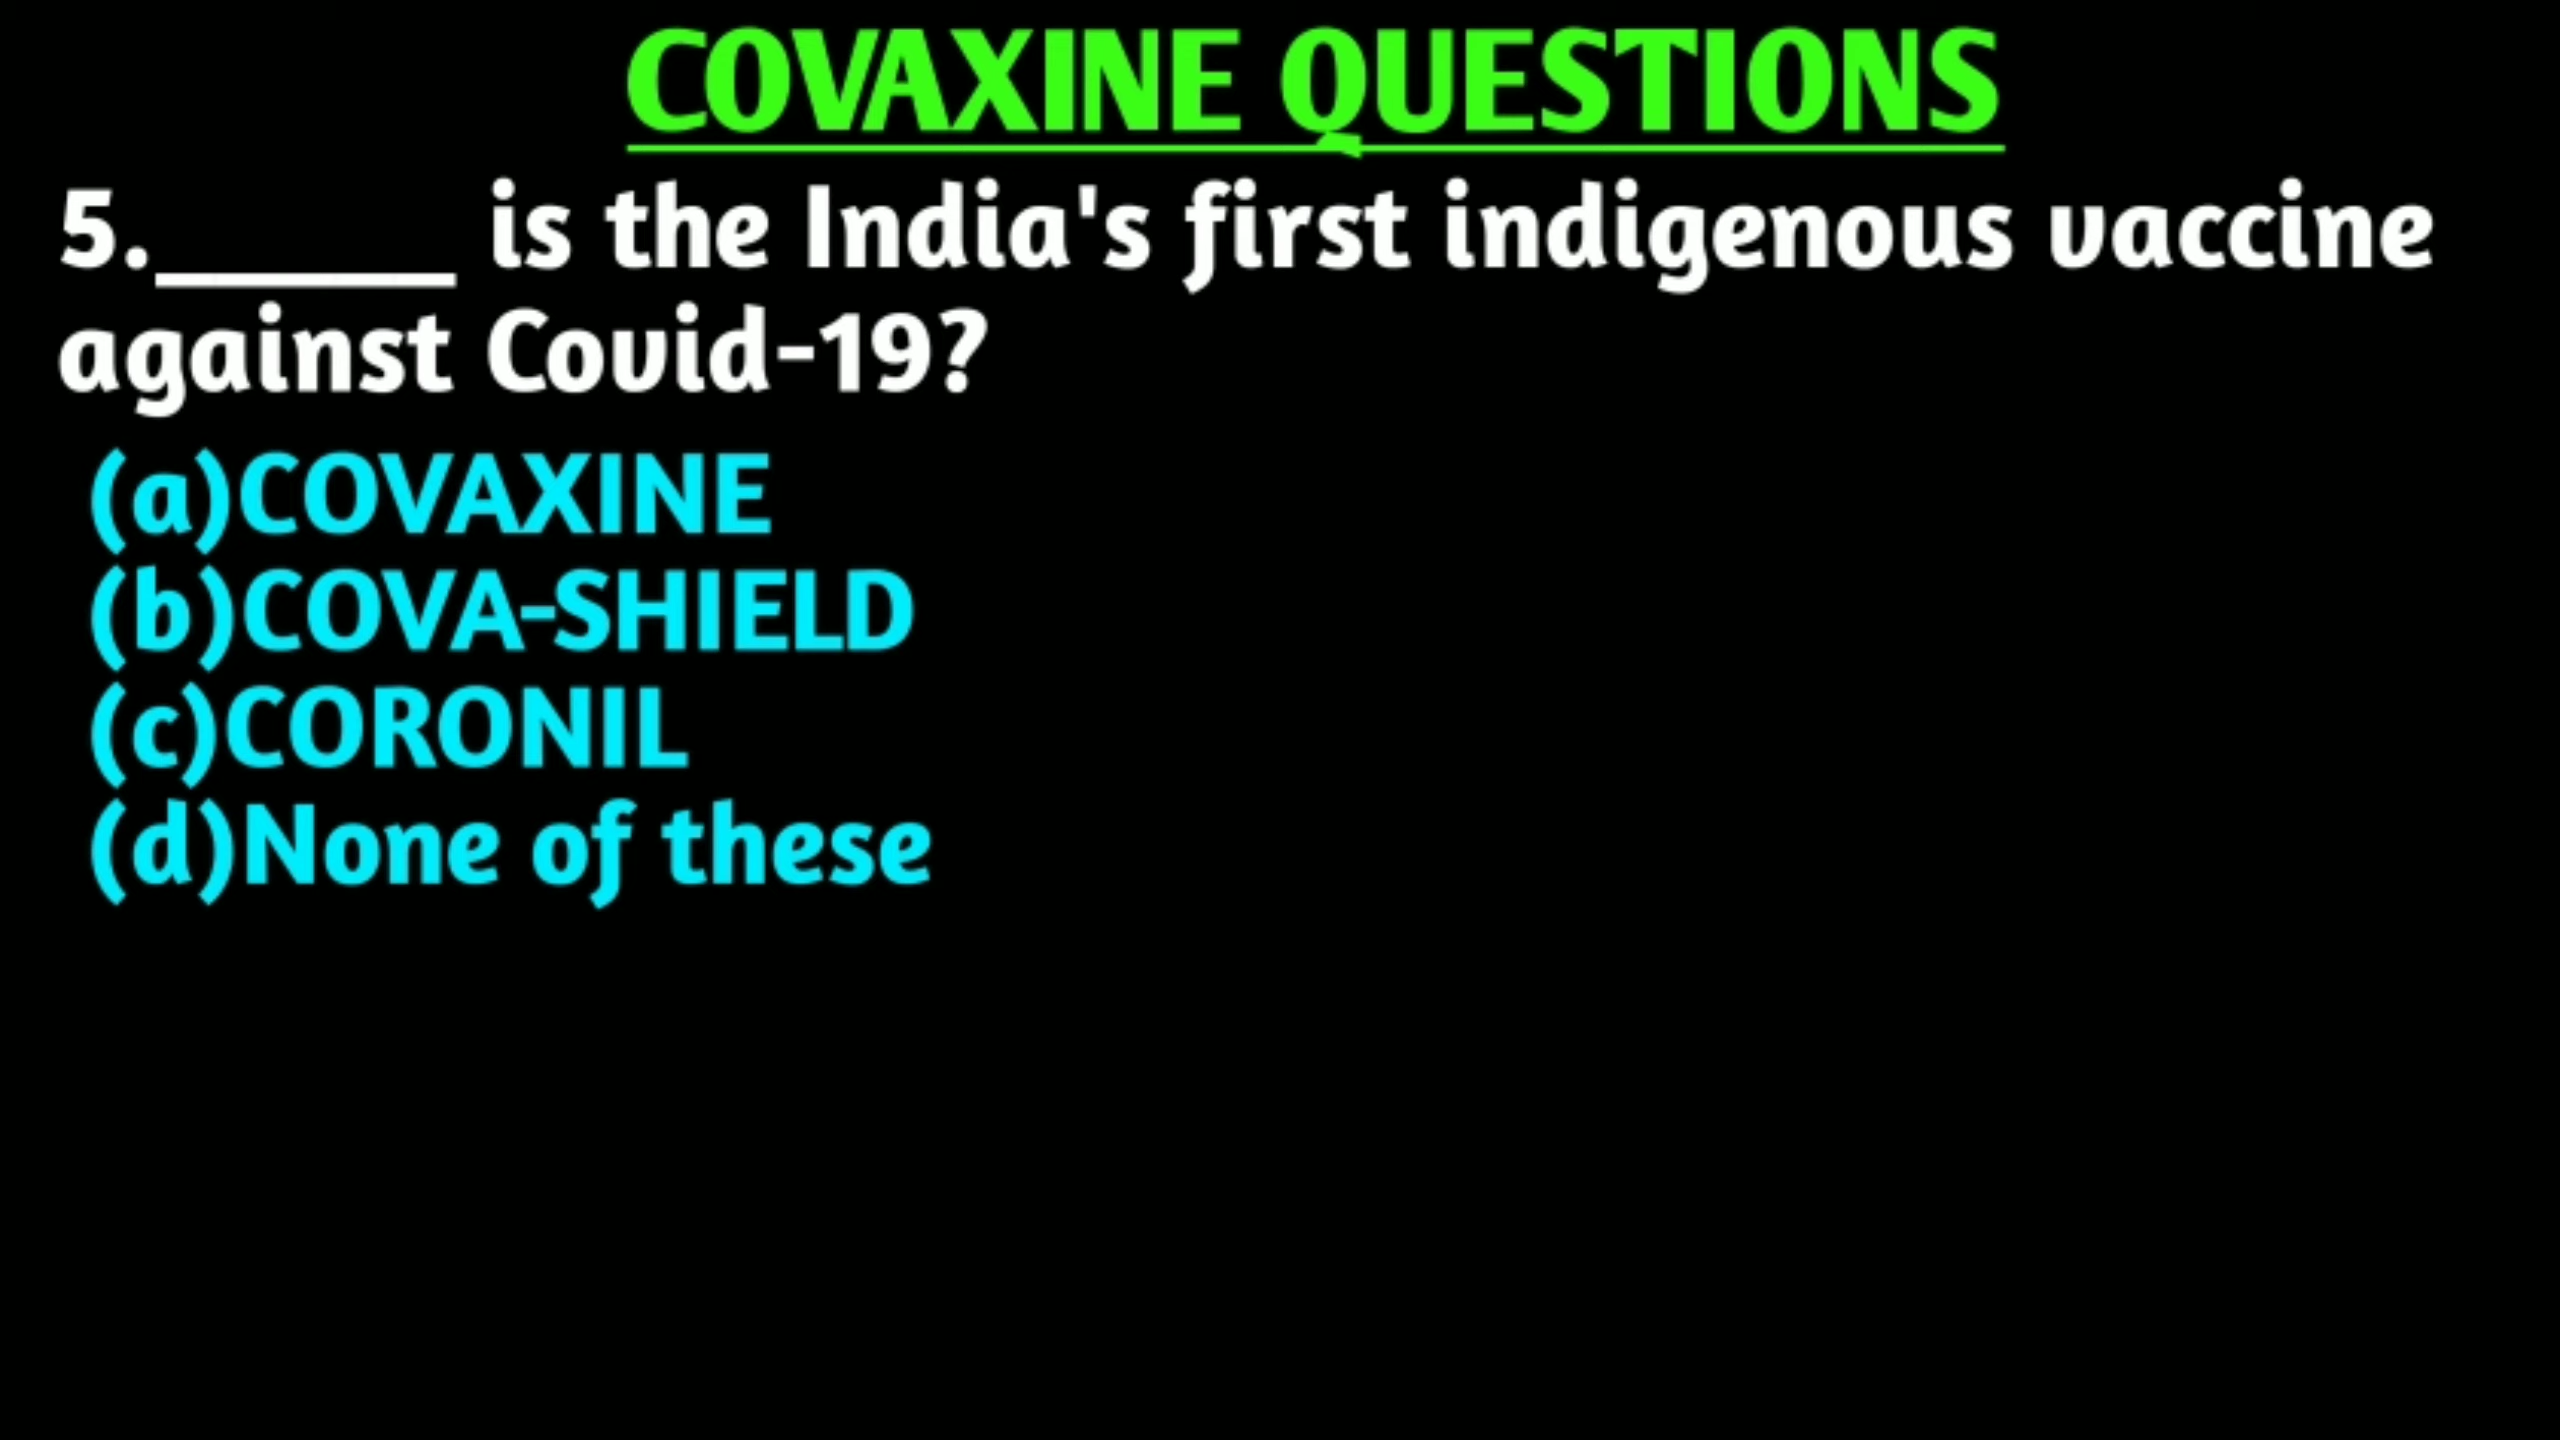 COVAXINE QUESTIONS
5._____ is the India's first indigenous vaccine
against Covid-19?
(a)COVAXINE
(b)COVA-SHIELD
(c)CORONIL
(d)None of these